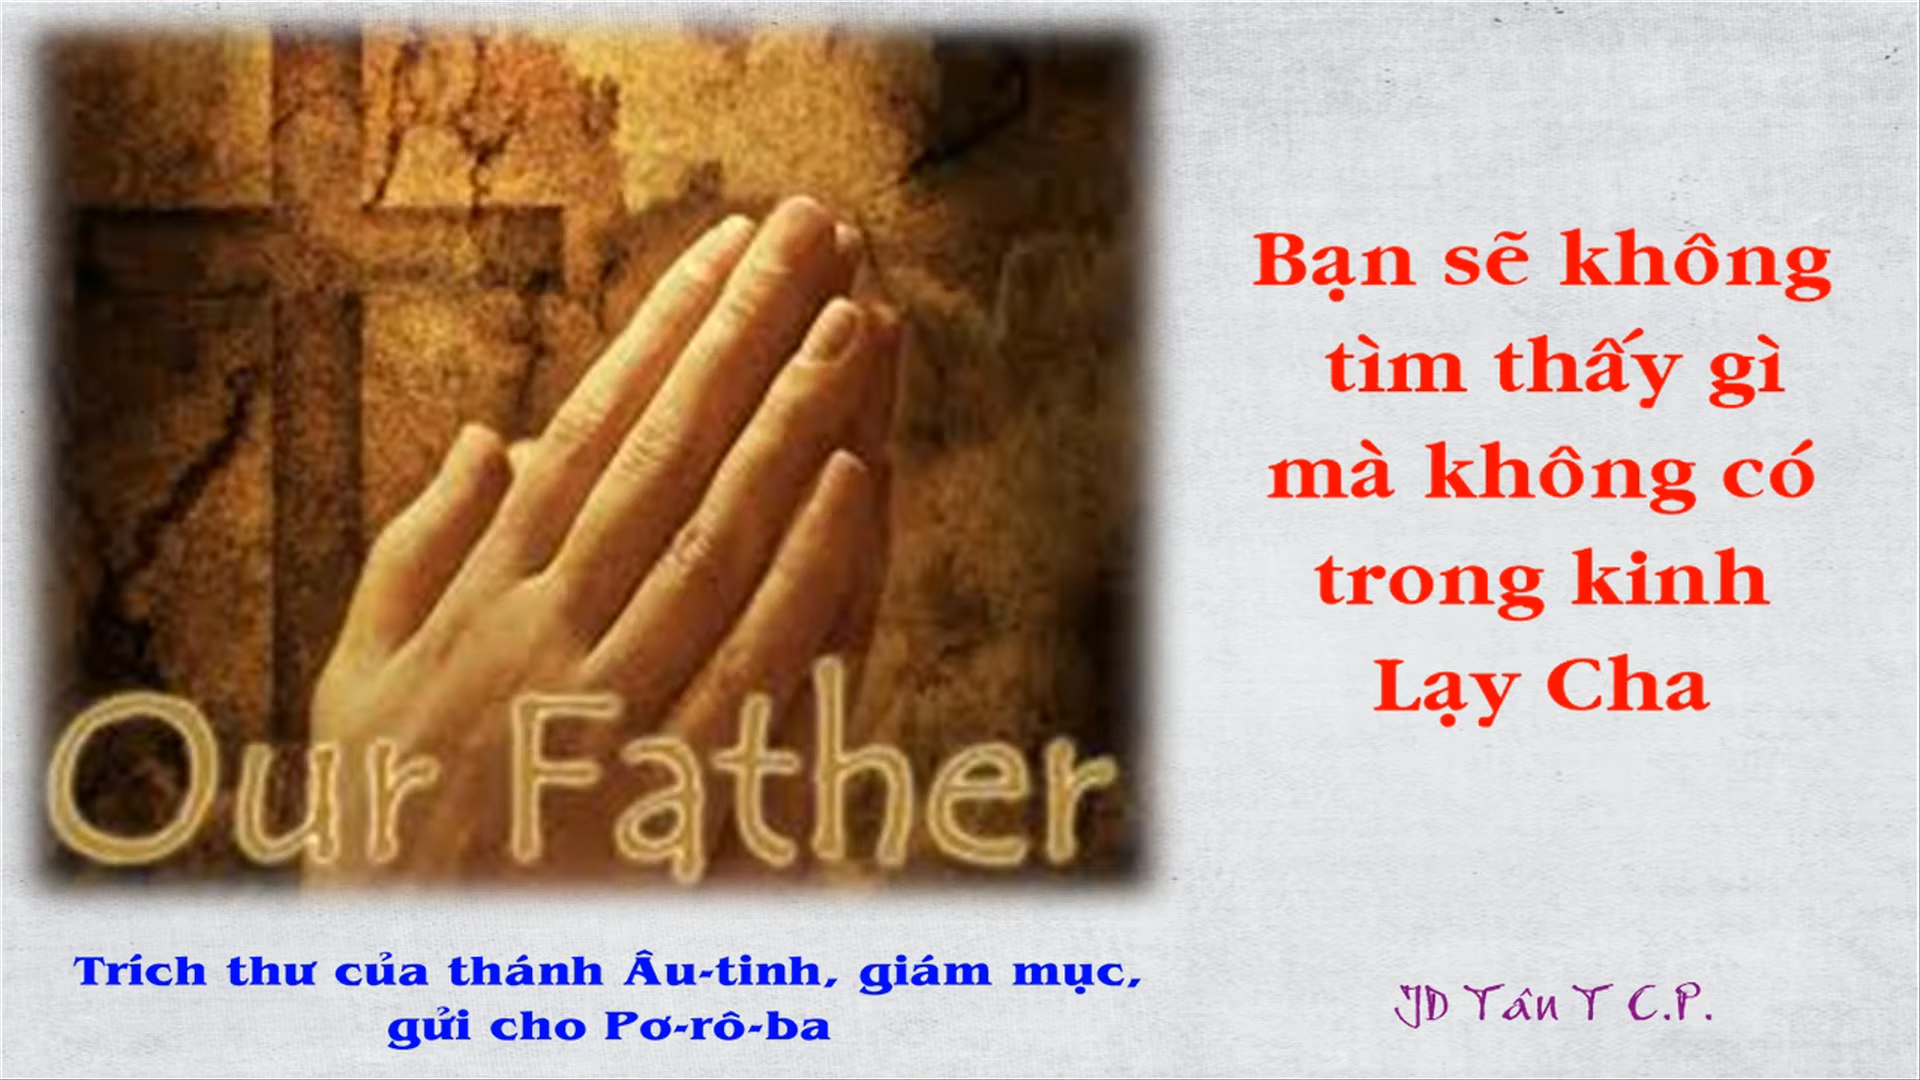 Our Father
Bạn sẽ không
tìm thấy gì
mà không có
trong kinh
Lạy Cha
Trích thư của thánh Âu-tinh, giám mục,
gửi cho Pơ-rô-ba
JD Tân T C.P.